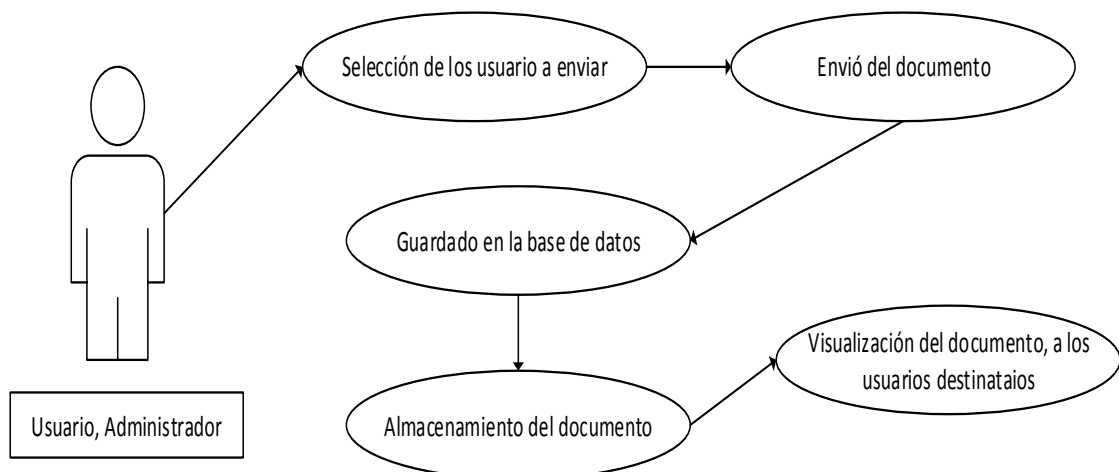 Selección de los usuario a enviar
Envió del documento
Guardado en la base de datos
Almacenamiento del documento
Visualización del documento, a los
usuarios destinataios
Usuario, Administrador